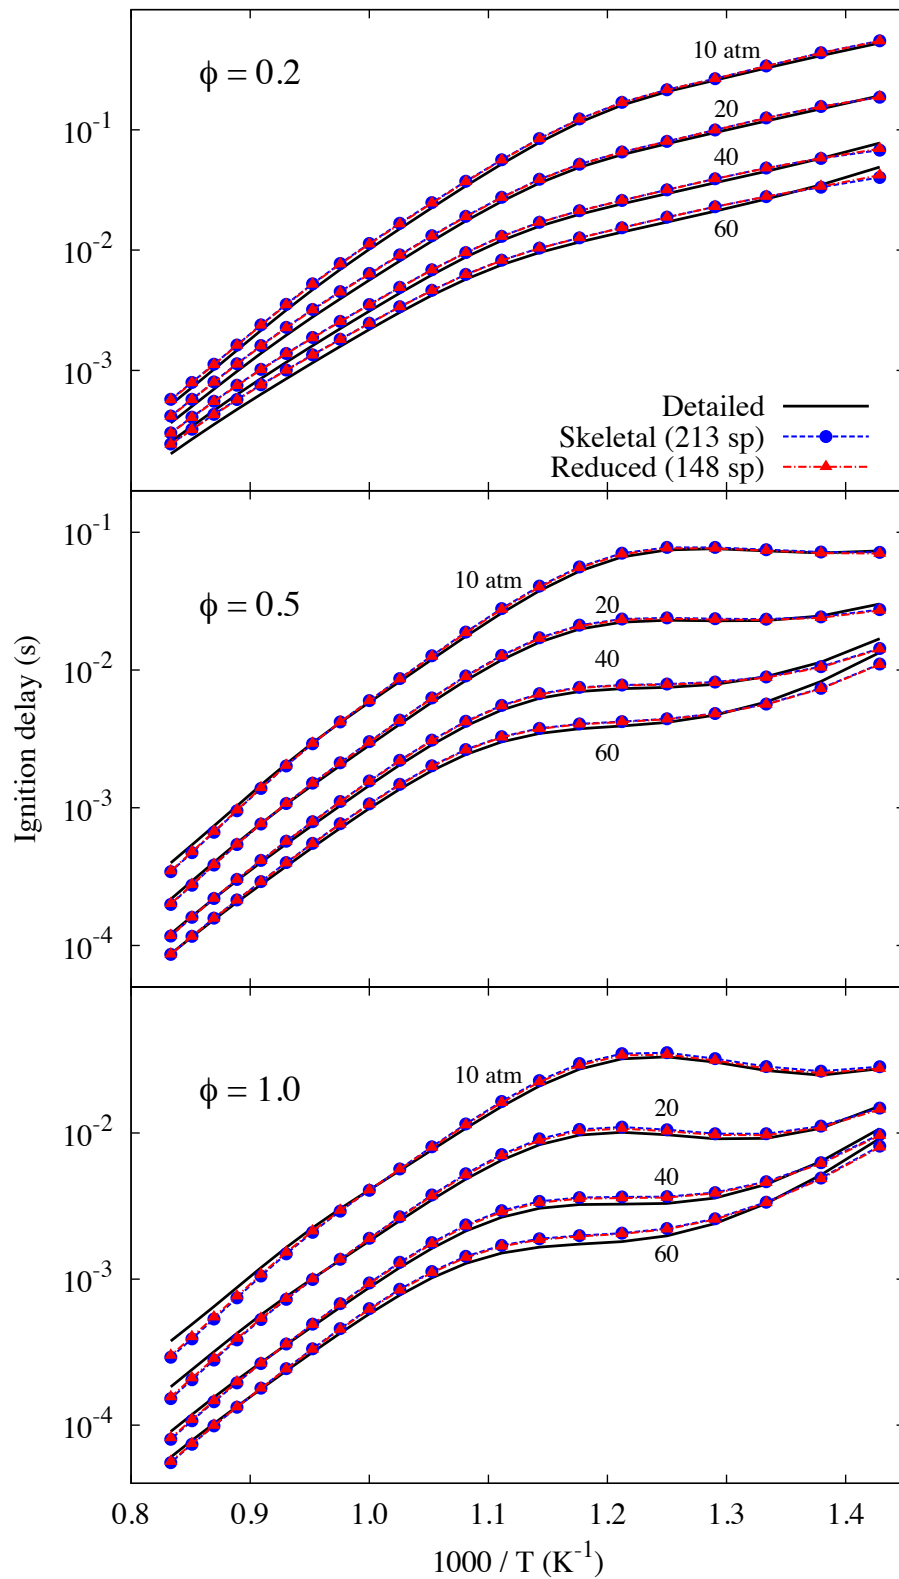 ϕ = 0.2
10 atm
20
40
60
10⁻¹
10⁻²
10⁻³
Detailed
Skeletal (213 sp)
Reduced (148 sp)
ϕ = 0.5
10 atm
20
40
60
10⁻¹
10⁻²
10⁻³
10⁻⁴
Ignition delay (s)
ϕ = 1.0
10 atm
20
40
60
10⁻²
10⁻³
10⁻⁴
0.8 0.9 1.0 1.1 1.2 1.3 1.4
1000 / T (K⁻¹)